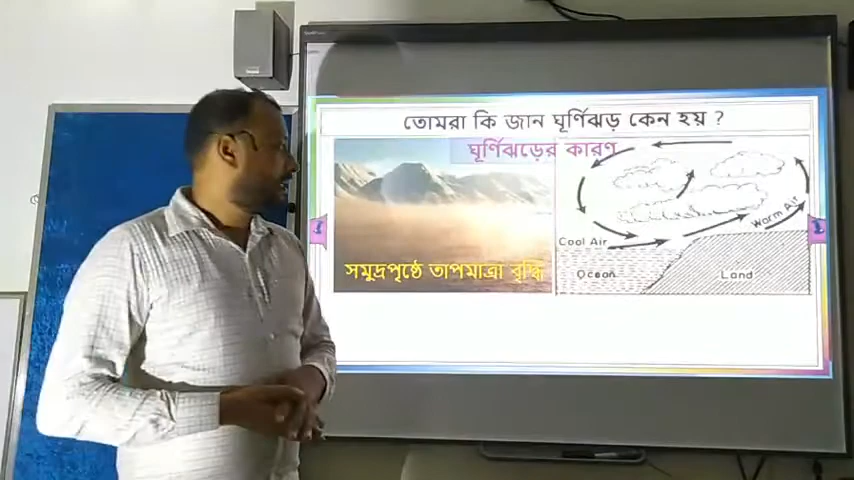 তোমরা কি জান ঘূর্ণিঝড় কেন হয় ?
ঘূর্ণিঝড়ের কারণ
সমুদ্রপৃষ্ঠে তাপমাত্রা বৃদ্ধি
Warm Air
Cool Air
Ocean
Land